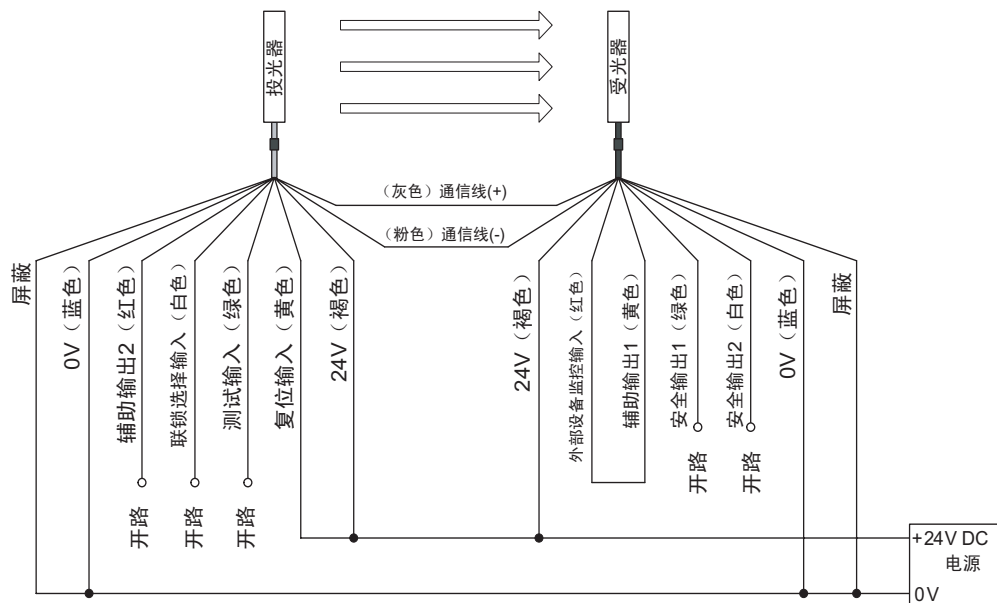 投光器
受光器
（灰色）通信线(+)
（粉色）通信线(-)
屏蔽
0V（蓝色）
辅助输出2（红色）
联锁选择输入（白色）
测试输入（绿色）
复位输入（黄色）
24V（褐色）
24V（褐色）
外部设备监控输入（红色）
辅助输出1（黄色）
安全输出1（绿色）
安全输出2（白色）
0V（蓝色）
屏蔽
开路
开路
开路
开路
开路
+24V DC
电源
0V